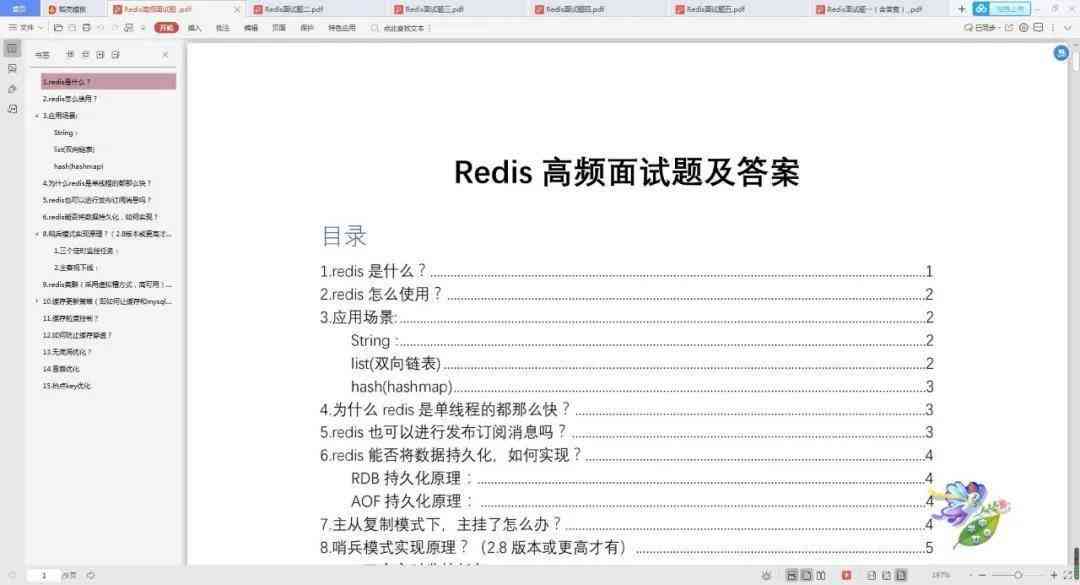 首页
稻壳模板
Redis高频面试题 .pdf
Redis面试题二.pdf
Redis面试题三.pdf
Redis面试题四.pdf
Redis面试题五.pdf
Redis面试题一（含答案）.pdf
文件
开始
插入
批注
编辑
页面
保护
特色应用
点此查找文本
已同步
书签
1.redis是什么？
2.redis怎么使用？
3.应用场景:
String：
list(双向链表)
hash(hashmap)
4.为什么redis是单线程的都那么快？
5.redis也可以进行发布订阅消息吗？
6.redis能否将数据持久化，如何实现？
8.哨兵模式实现原理？（2.8版本或更高才...
1.三个定时监控任务：
2.主客观下线：
9.redis集群（采用虚拟槽方式，高可用）...
10.缓存更新策略（即如何让缓存和mysql...
11.缓存粒度控制？
12.如何防止缓存穿透？
13.无底洞优化？
14.雪崩优化
15.热点key优化
Redis 高频面试题及答案
目录
1.redis 是什么？1
2.redis 怎么使用？2
3.应用场景:2
String：2
list(双向链表)2
hash(hashmap)3
4.为什么 redis 是单线程的都那么快？3
5.redis 也可以进行发布订阅消息吗？3
6.redis 能否将数据持久化，如何实现？4
RDB 持久化原理：4
AOF 持久化原理：4
7.主从复制模式下，主挂了怎么办？4
8.哨兵模式实现原理？（2.8 版本或更高才有）5
1
187%